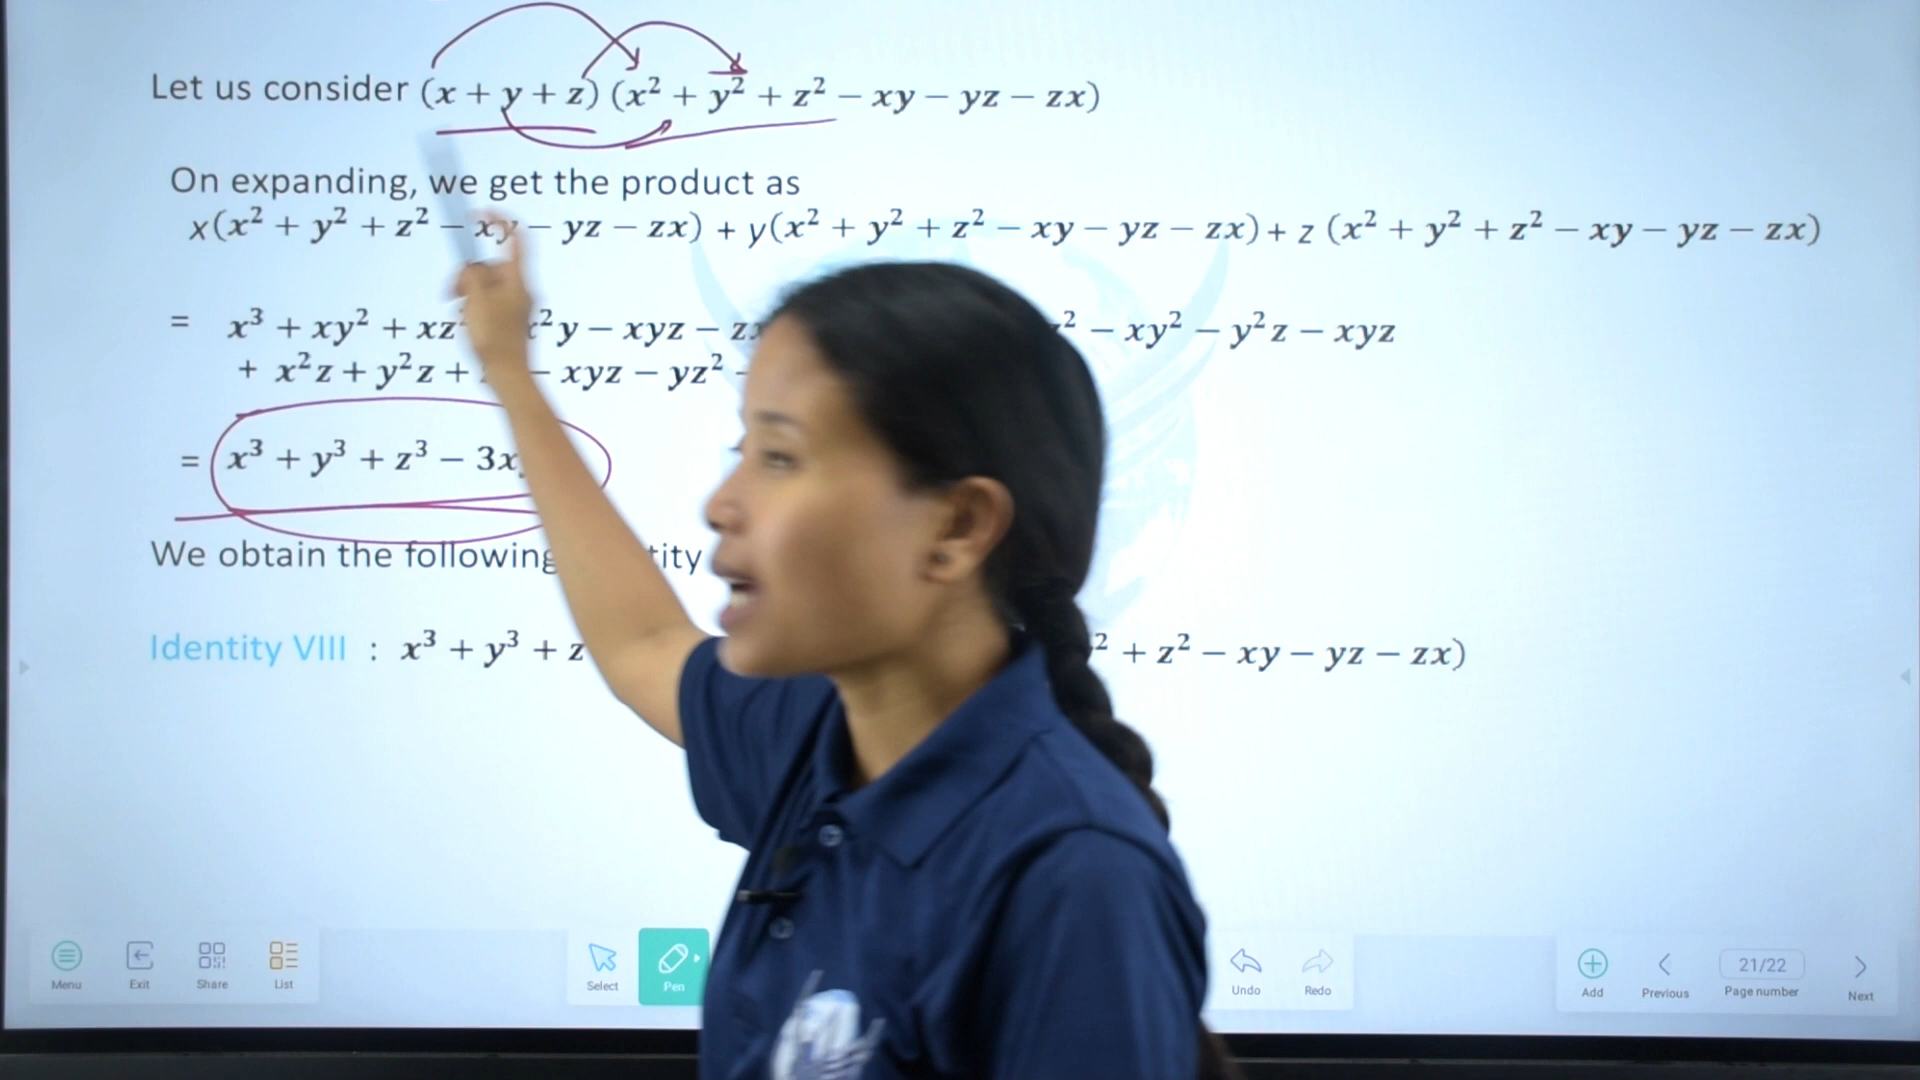 Let us consider (x + y + z) (x² + y² + z² − xy − yz − zx)
On expanding, we get the product as
x(x² + y² + z² − xy − yz − zx) + y(x² + y² + z² − xy − yz − zx) + z (x² + y² + z² − xy − yz − zx)
= x³ + xy² + xz ²y − xyz − z ² − xy² − y²z − xyz
+ x²z + y²z + − xyz − yz²
= x³ + y³ + z³ − 3x
We obtain the following
Identity VIII : x³ + y³ + z ² + z² − xy − yz − zx)
Menu Exit Share List Select Pen Undo Redo Add Previous 21/22 Page number Next